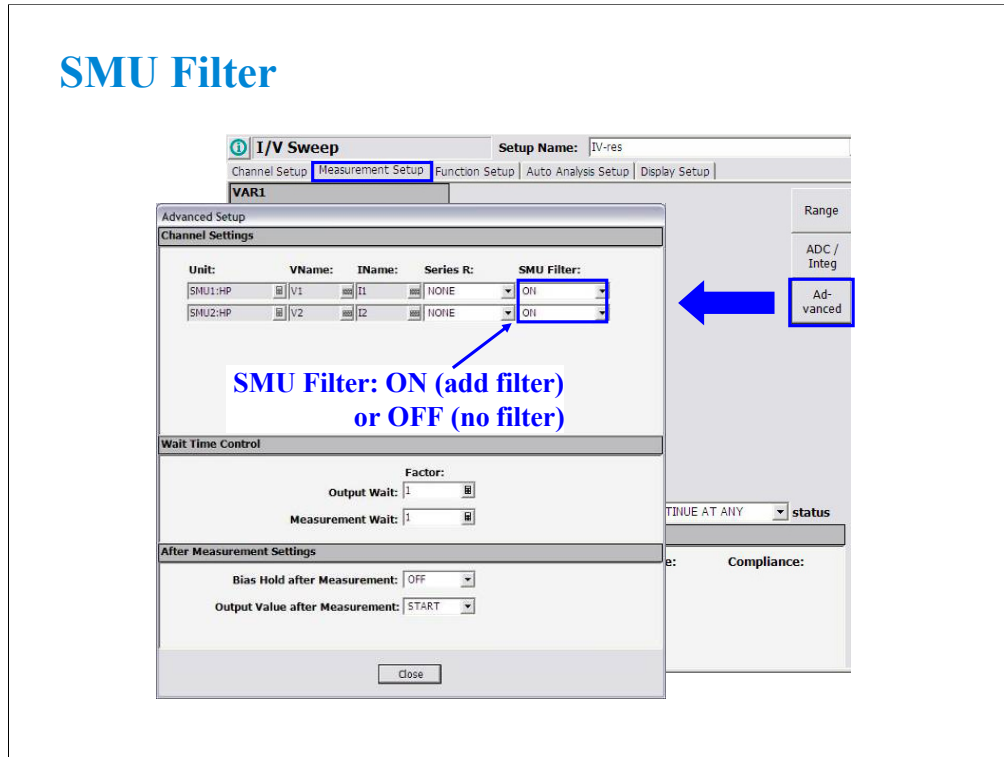 SMU Filter
I/V Sweep
Setup Name: IV-res
Channel Setup Measurement Setup Function Setup Auto Analysis Setup Display Setup
VAR1
Range
ADC / Integ
Ad-
vanced
Advanced Setup
Channel Settings
Unit: VName: IName: Series R: SMU Filter:
SMU1:HP V1 I1 NONE ON
SMU2:HP V2 I2 NONE ON
SMU Filter: ON (add filter)
or OFF (no filter)
Wait Time Control
Factor:
Output Wait: 1
Measurement Wait: 1
TINUE AT ANY status
After Measurement Settings
e: Compliance:
Bias Hold after Measurement: OFF
Output Value after Measurement: START
Close